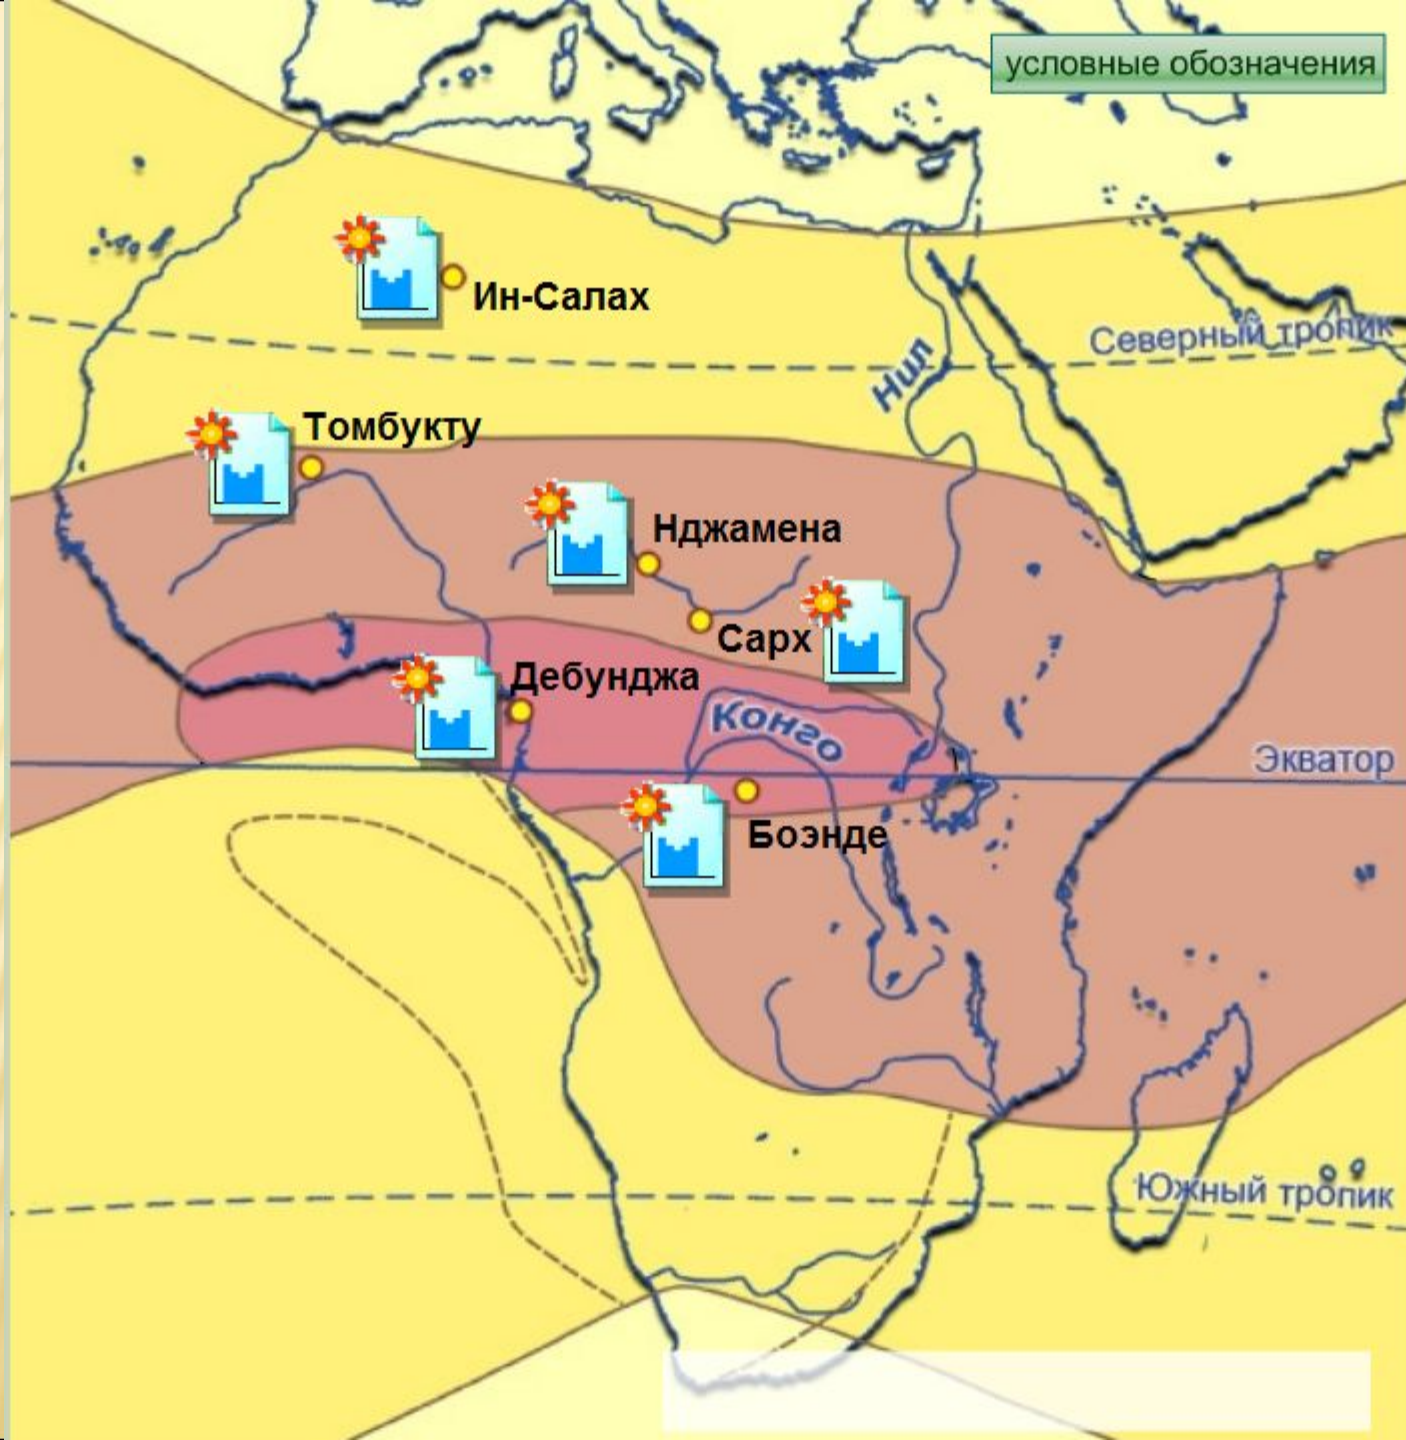 условные обозначения
Ин-Салах
Северный тропик
Нил
Томбукту
Нджамена
Сарх
Дебунджа
Конго
Экватор
Боэнде
Южный тропик